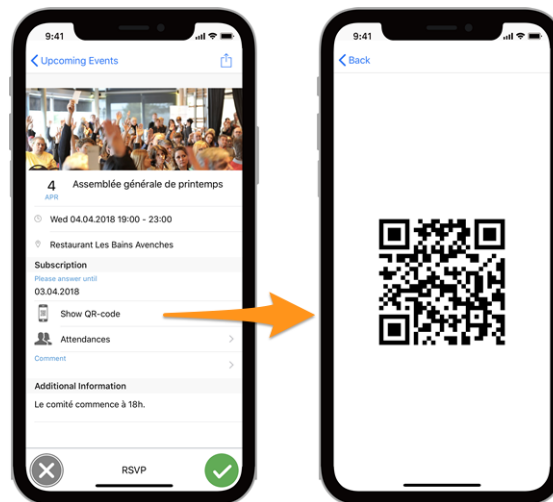 9:41
Upcoming Events
4
APR
Assemblée générale de printemps
Wed 04.04.2018 19:00 - 23:00
Restaurant Les Bains Avenches
Subscription
Please answer until
03.04.2018
Show QR-code
Attendances
Comment
Additional Information
Le comité commence à 18h.
RSVP
9:41
Back